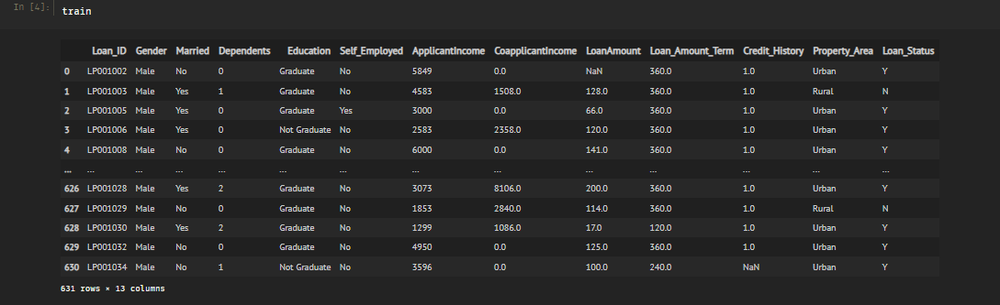 In [4]: train
Loan_ID Gender Married Dependents Education Self_Employed ApplicantIncome CoapplicantIncome LoanAmount Loan_Amount_Term Credit_History Property_Area Loan_Status
0 LP001002 Male No 0 Graduate No 5849 0.0 NaN 360.0 1.0 Urban Y
1 LP001003 Male Yes 1 Graduate No 4583 1508.0 128.0 360.0 1.0 Rural N
2 LP001005 Male Yes 0 Graduate Yes 3000 0.0 66.0 360.0 1.0 Urban Y
3 LP001006 Male Yes 0 Not Graduate No 2583 2358.0 120.0 360.0 1.0 Urban Y
4 LP001008 Male No 0 Graduate No 6000 0.0 141.0 360.0 1.0 Urban Y
... ... ... ... ... ... ... ... ... ... ... ... ... ...
626 LP001028 Male Yes 2 Graduate No 3073 8106.0 200.0 360.0 1.0 Urban Y
627 LP001029 Male No 0 Graduate No 1853 2840.0 114.0 360.0 1.0 Rural N
628 LP001030 Male Yes 2 Graduate No 1299 1086.0 17.0 120.0 1.0 Urban Y
629 LP001032 Male No 0 Graduate No 4950 0.0 125.0 360.0 1.0 Urban Y
630 LP001034 Male No 1 Not Graduate No 3596 0.0 100.0 240.0 NaN Urban Y
631 rows × 13 columns